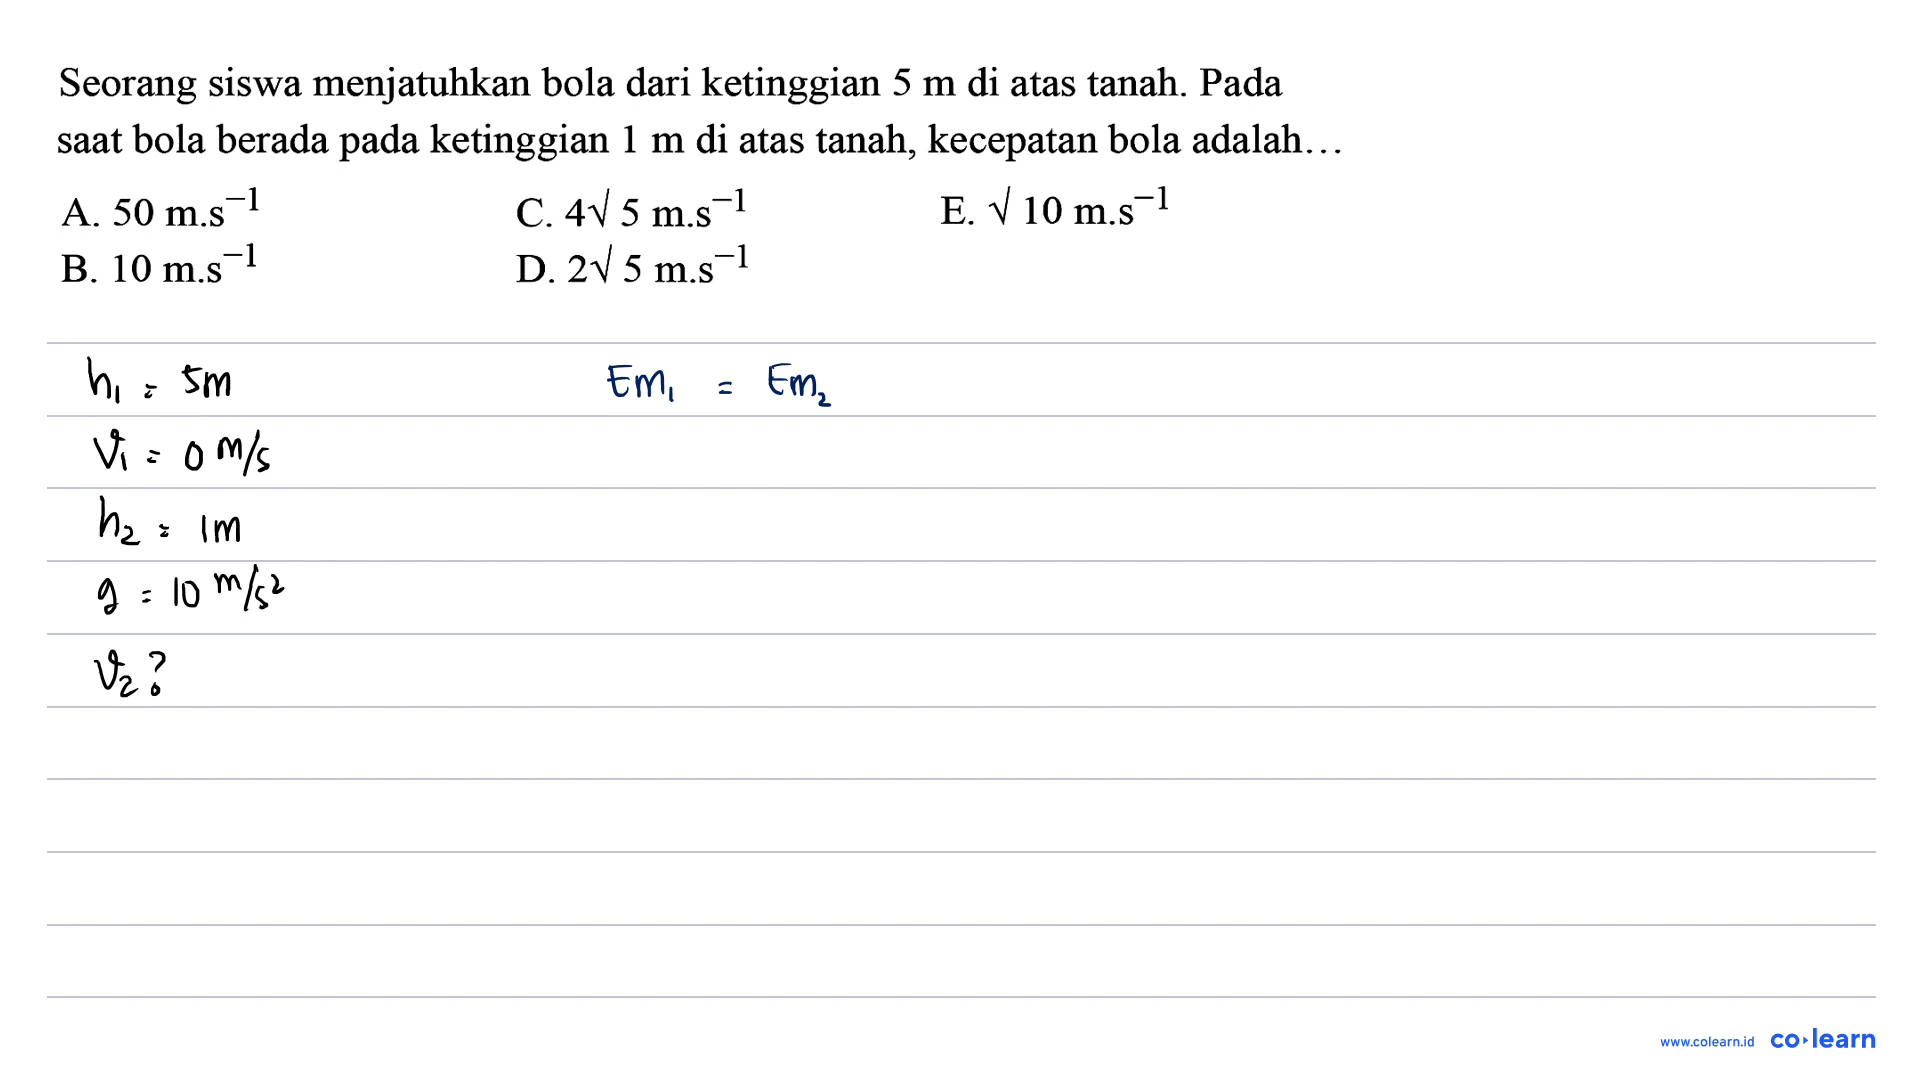 Seorang siswa menjatuhkan bola dari ketinggian 5 m di atas tanah. Pada
saat bola berada pada ketinggian 1 m di atas tanah, kecepatan bola adalah...
A. 50 m.s⁻¹ C. 4√ 5 m.s⁻¹ E. √ 10 m.s⁻¹
B. 10 m.s⁻¹ D. 2√ 5 m.s⁻¹
h₁ = 5m Em₁ = Em₂
v₁ = 0 m/s
h₂ = 1m
g = 10 m/s²
v₂?
www.colearn.id co learn